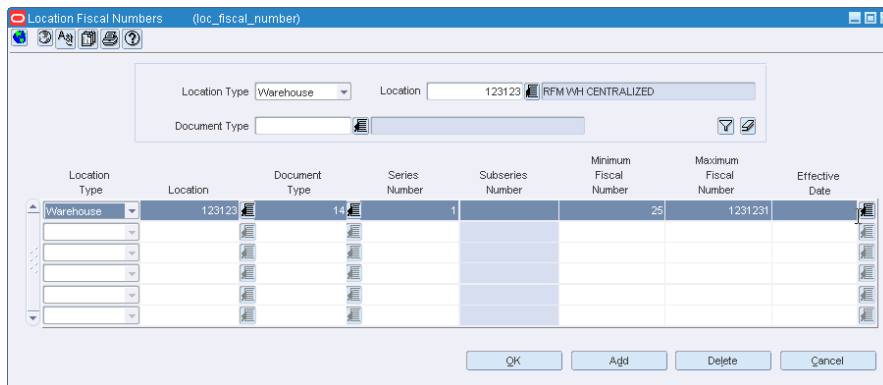 Location Fiscal Numbers (loc_fiscal_number)
Location Type Warehouse Location 123123 RFM WH CENTRALIZED
Document Type
Location Type Location Document Type Series Number Subseries Number Minimum Fiscal Number Maximum Fiscal Number Effective Date
Warehouse 123123 14 1 25 1231231
OK Add Delete Cancel